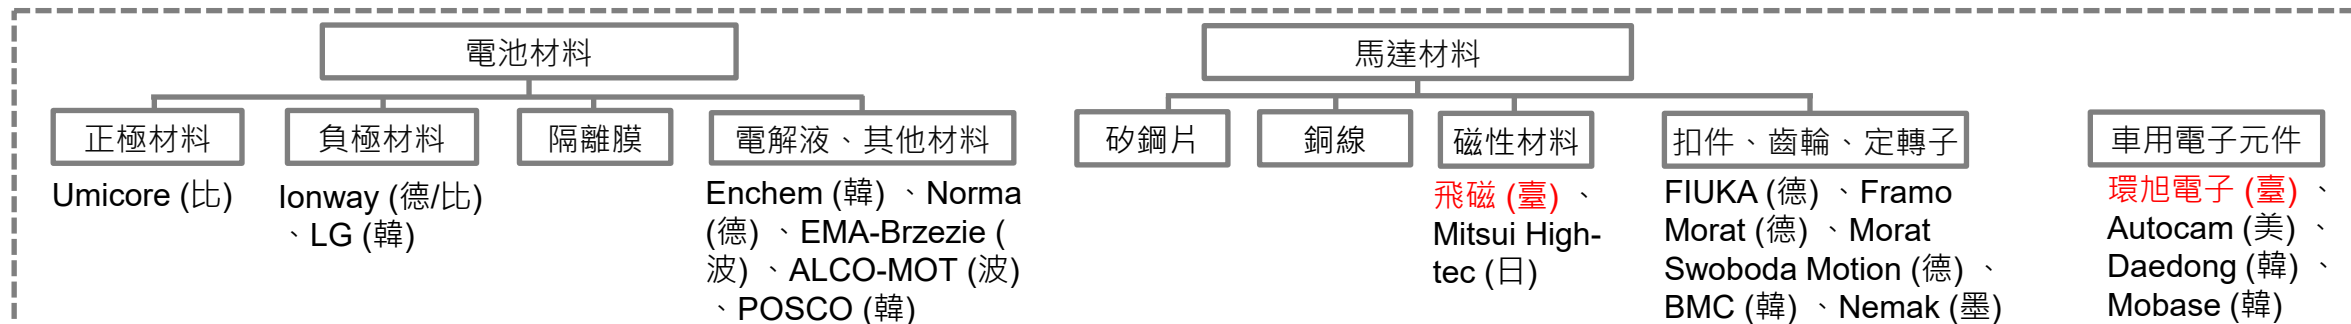 電池材料
馬達材料
正極材料
負極材料
隔離膜
電解液、其他材料
矽鋼片
銅線
磁性材料
扣件、齒輪、定轉子
車用電子元件
Umicore (比)
Ionway (德/比)
、LG (韓)
Enchem (韓) 、Norma
(德) 、EMA-Brzezie (
波) 、ALCO-MOT (波)
、POSCO (韓)
飛磁 (臺) 、
Mitsui High-
tec (日)
FIUKA (德) 、Framo
Morat (德) 、Morat
Swoboda Motion (德) 、
BMC (韓) 、Nemak (墨)
環旭電子 (臺) 、
Autocam (美) 、
Daedong (韓) 、
Mobase (韓)